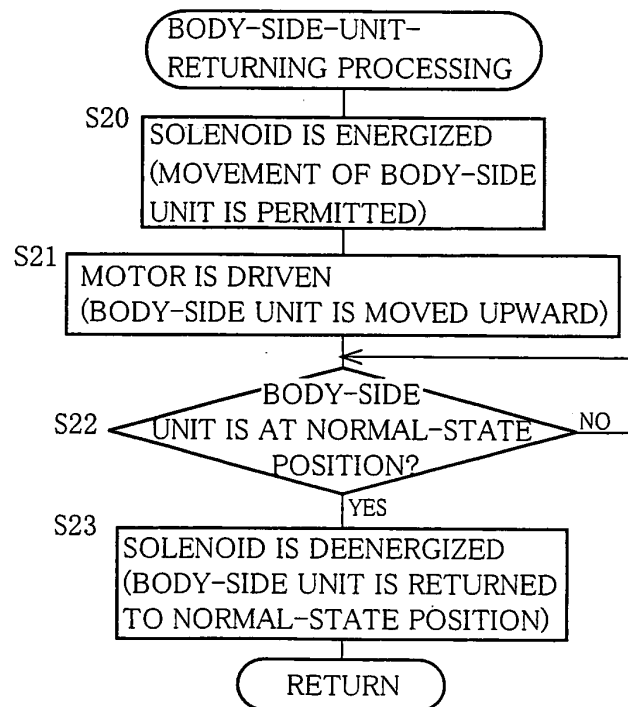 BODY-SIDE-UNIT-
RETURNING PROCESSING
S20
SOLENOID IS ENERGIZED
(MOVEMENT OF BODY-SIDE
UNIT IS PERMITTED)
S21
MOTOR IS DRIVEN
(BODY-SIDE UNIT IS MOVED UPWARD)
S22
BODY-SIDE
UNIT IS AT NORMAL-STATE
POSITION?
NO
YES
S23
SOLENOID IS DEENERGIZED
(BODY-SIDE UNIT IS RETURNED
TO NORMAL-STATE POSITION)
RETURN